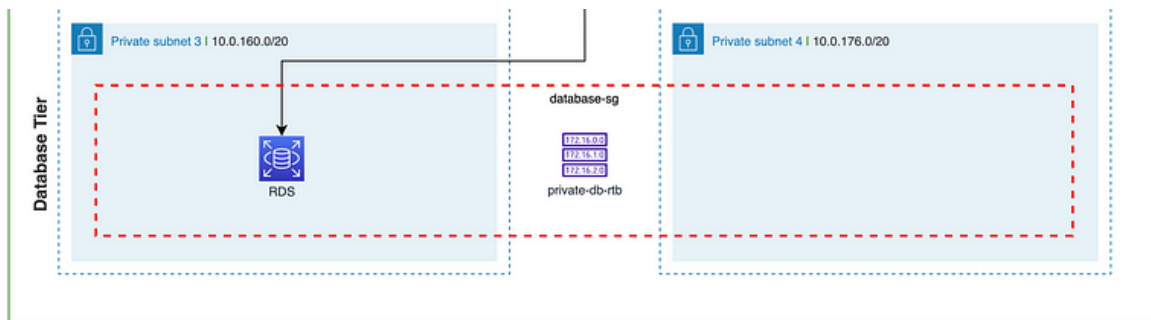 Private subnet 3 | 10.0.160.0/20
Private subnet 4 | 10.0.176.0/20
Database Tier
database-sg
172.16.0.0
172.16.1.0
172.16.2.0
RDS
private-db-rtb